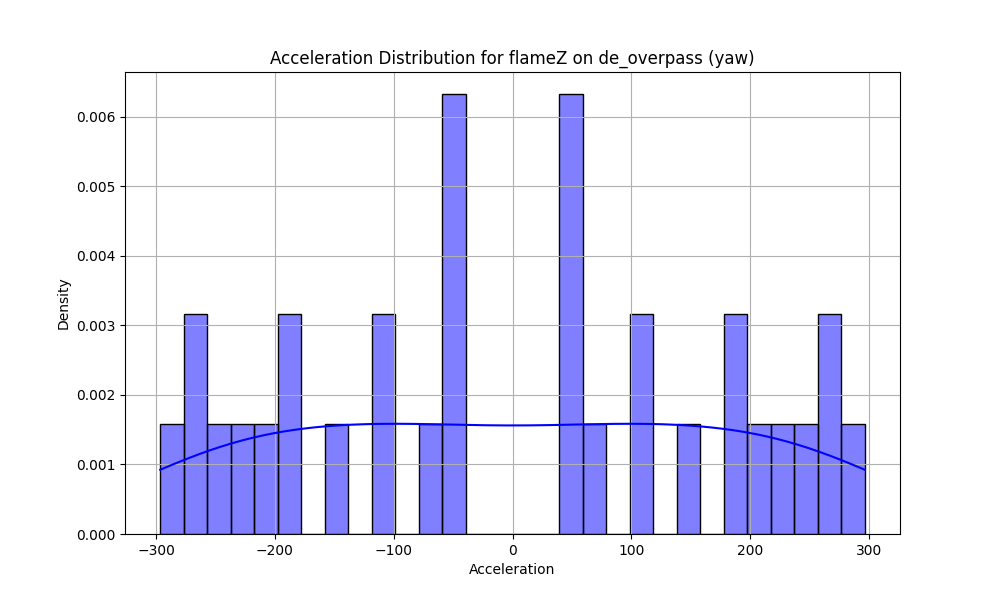 Acceleration Distribution for flameZ on de_overpass (yaw)
0.006
0.005
0.004
0.003
0.002
0.001
0.000
Density
−300 −200 −100 0 100 200 300
Acceleration